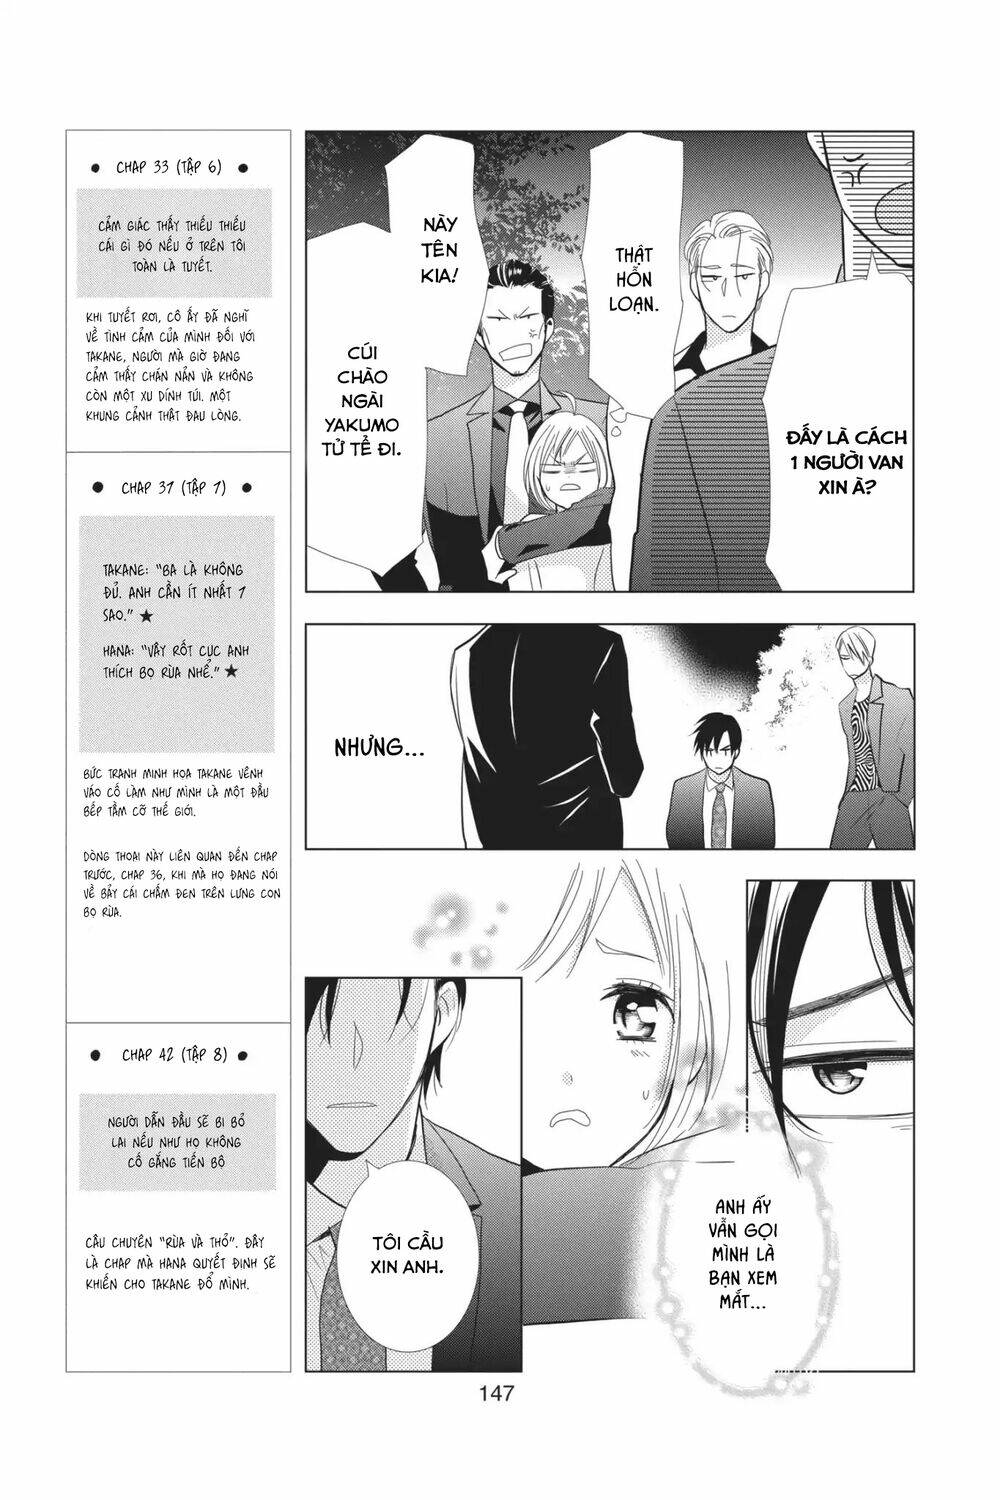 • CHAP 33 (TẬP 6) •
CẢM GIÁC THẤY THIẾU THIẾU
CÁI GÌ ĐÓ NẾU Ở TRÊN TÔI
TOÀN LÀ TUYẾT.
KHI TUYẾT RƠI, CÔ ẤY ĐÃ NGHĨ
VỀ TÌNH CẢM CỦA MÌNH ĐỐI VỚI
TAKANE, NGƯỜI MÀ GIỜ ĐANG
CẢM THẤY CHÁN NẢN VÀ KHÔNG
CÒN MỘT XU DÍNH TÚI. MỘT
KHUNG CẢNH THẬT ĐAU LÒNG.
• CHAP 37 (TẬP 7) •
TAKANE: “BA LÀ KHÔNG
ĐỦ. ANH CẦN ÍT NHẤT 7
SAO.” ★
HANA: “VẬY RỐT CỤC ANH
THÍCH BỌ RÙA NHỂ.” ★
BỨC TRANH MINH HỌA TAKANE VÊNH
VÁO CỐ LÀM NHƯ MÌNH LÀ MỘT ĐẦU
BẾP TẦM CỠ THẾ GIỚI.
DÒNG THOẠI NÀY LIÊN QUAN ĐẾN CHAP
TRƯỚC, CHAP 36, KHI MÀ HỌ ĐANG NÓI
VỀ BẢY CÁI CHẤM ĐEN TRÊN LƯNG CON
BỌ RÙA.
• CHAP 42 (TẬP 8) •
NGƯỜI DẪN ĐẦU SẼ BỊ BỎ
LẠI NẾU NHƯ HỌ KHÔNG
CỐ GẮNG TIẾN BỘ
CÂU CHUYỆN “RÙA VÀ THỎ”. ĐÂY
LÀ CHAP MÀ HANA QUYẾT ĐỊNH SẼ
KHIẾN CHO TAKANE ĐỔ MÌNH.
ĐẤY LÀ CÁCH
1 NGƯỜI VAN
XIN À?
THẬT
HỖN
LOẠN.
NÀY
TÊN
KIA!
CÚI
CHÀO
NGÀI
YAKUMO
TỬ TẾ ĐI.
NHƯNG...
ANH ẤY
VẪN GỌI
MÌNH LÀ
BẠN XEM
MẮT...
TÔI CẦU
XIN ANH.
147